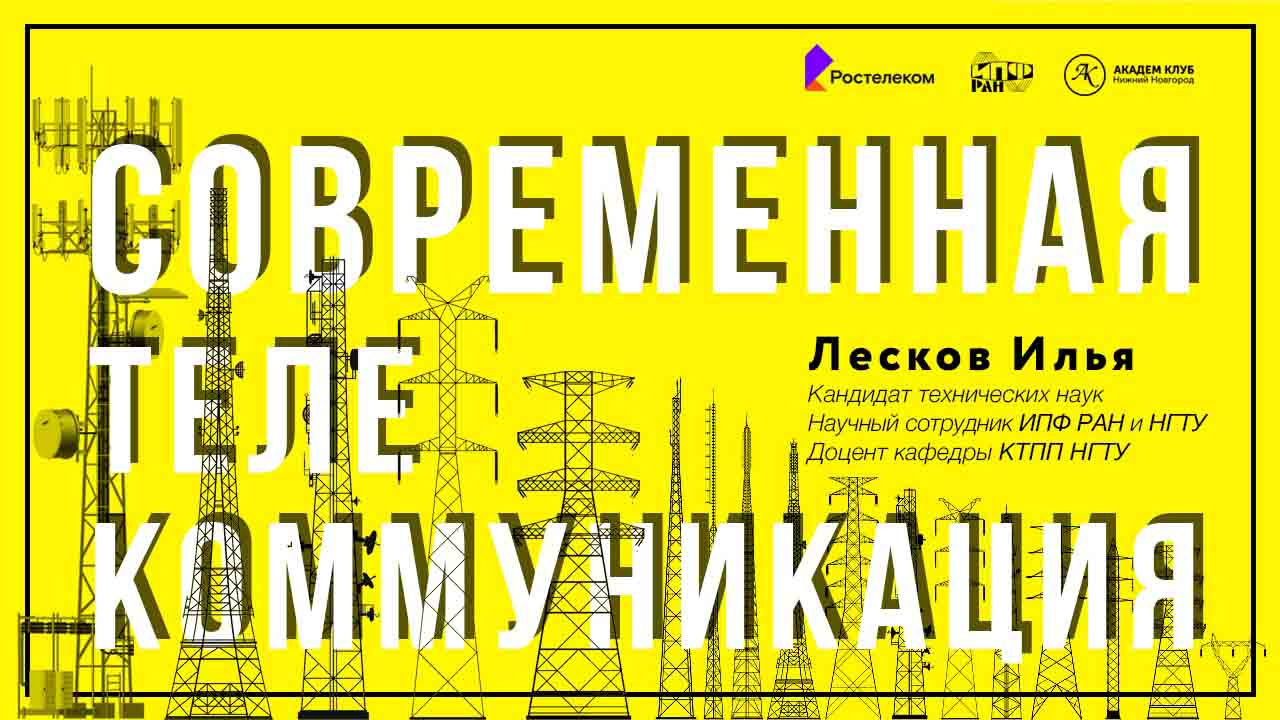 Ростелеком
ИПФ
РАН
АК
АКАДЕМ КЛУБ
Нижний Новгород
СОВРЕМЕННАЯ
ТЕЛЕ
КОММУНИКАЦИЯ
Лесков Илья
Кандидат технических наук
Научный сотрудник ИПФ РАН и НГТУ
Доцент кафедры КТПП НГТУ